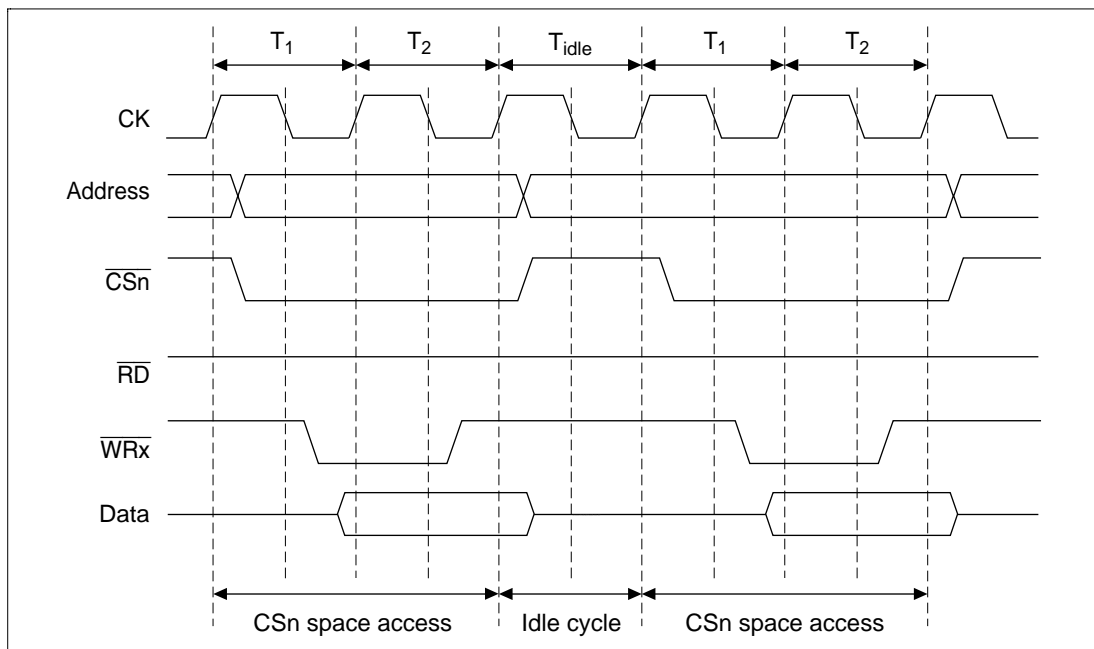 T1 T2 Tidle T1 T2
CK
Address
CSn
RD
WRx
Data
CSn space access Idle cycle CSn space access